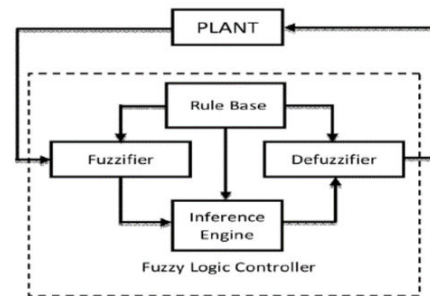 PLANT
Rule Base
Fuzzifier
Defuzzifier
Inference
Engine
Fuzzy Logic Controller